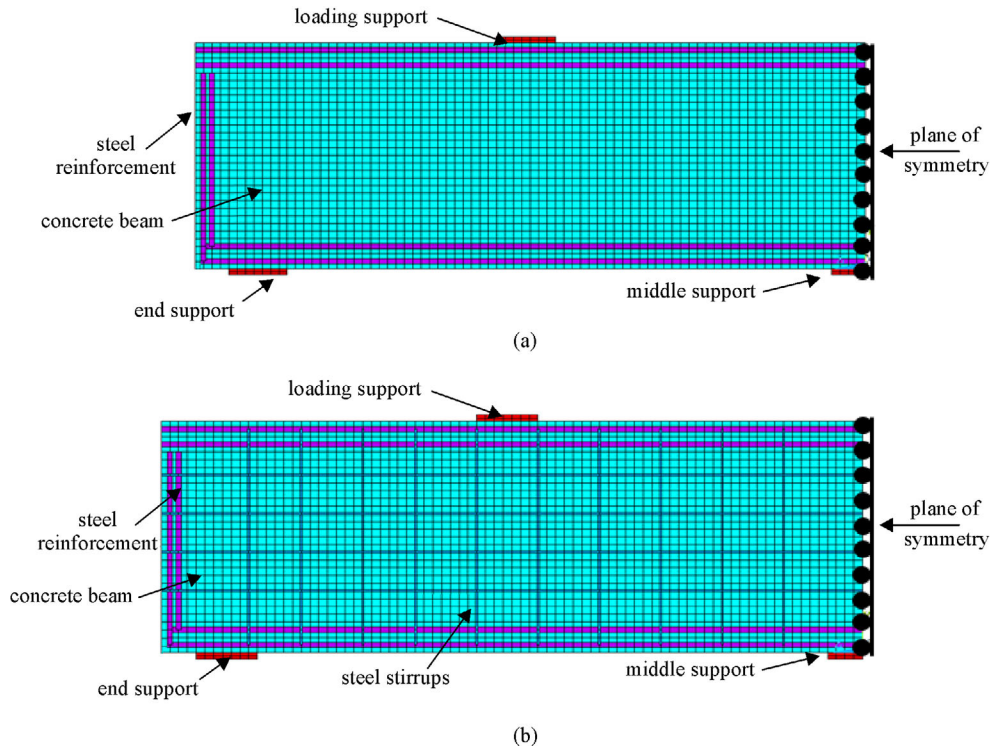 loading support
steel
reinforcement
plane of
symmetry
concrete beam
end support
middle support
(a)
loading support
steel
reinforcement
plane of
symmetry
concrete beam
end support
steel stirrups
middle support
(b)